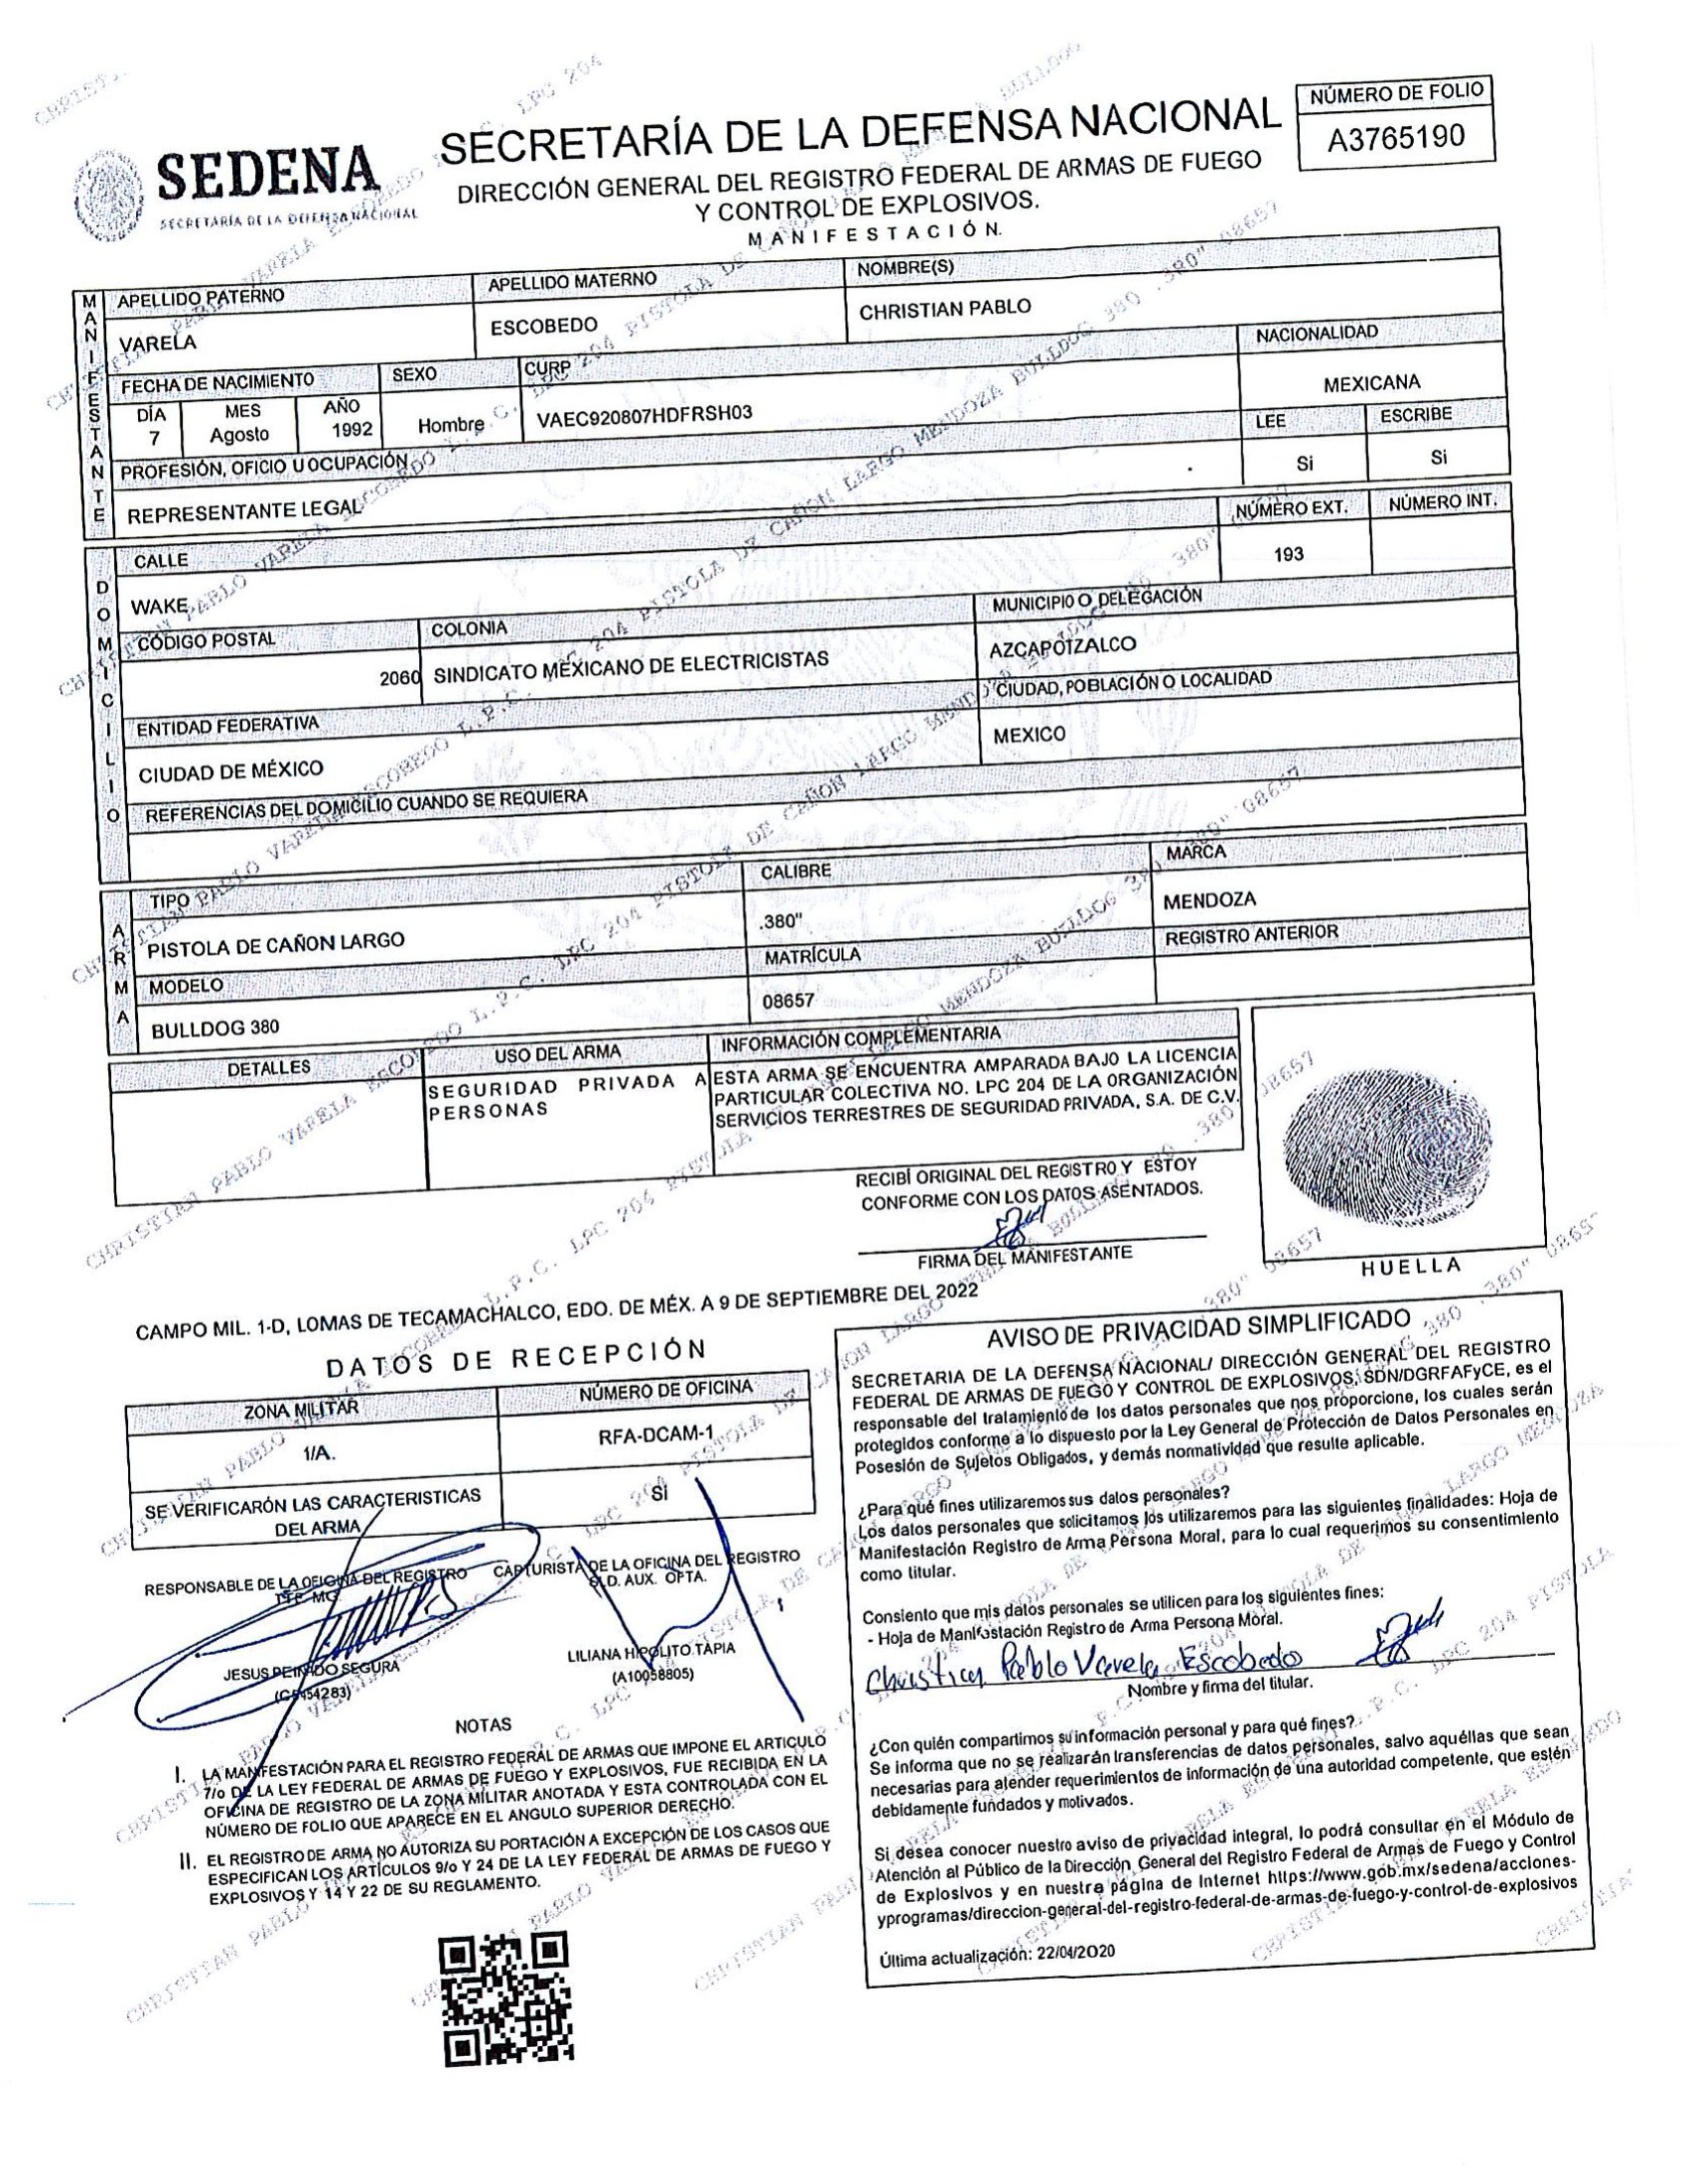 SEDENA
SECRETARÍA DE LA DEFENSA NACIONAL
SECRETARÍA DE LA DEFENSA NACIONAL
DIRECCIÓN GENERAL DEL REGISTRO FEDERAL DE ARMAS DE FUEGO
Y CONTROL DE EXPLOSIVOS.
MANIFESTACIÓN.
NÚMERO DE FOLIO
A3765190
MANIFESTANTE
APELLIDO PATERNO APELLIDO MATERNO NOMBRE(S)
VARELA ESCOBEDO CHRISTIAN PABLO
FECHA DE NACIMIENTO SEXO CURP NACIONALIDAD
DÍA MES AÑO
7 Agosto 1992 Hombre VAEC920807HDFRSH03 MEXICANA
PROFESIÓN, OFICIO U OCUPACIÓN LEE ESCRIBE
REPRESENTANTE LEGAL Si Si
DOMICILIO
CALLE NÚMERO EXT. NÚMERO INT.
WAKE 193
CÓDIGO POSTAL COLONIA MUNICIPIO O DELEGACIÓN
2060 SINDICATO MEXICANO DE ELECTRICISTAS AZCAPOTZALCO
ENTIDAD FEDERATIVA CIUDAD, POBLACIÓN O LOCALIDAD
CIUDAD DE MÉXICO MEXICO
REFERENCIAS DEL DOMICILIO CUANDO SE REQUIERA
ARMA
TIPO CALIBRE MARCA
PISTOLA DE CAÑON LARGO .380" MENDOZA
MODELO MATRÍCULA REGISTRO ANTERIOR
BULLDOG 380 08657
DETALLES USO DEL ARMA INFORMACIÓN COMPLEMENTARIA
SEGURIDAD PRIVADA A
PERSONAS
ESTA ARMA SE ENCUENTRA AMPARADA BAJO LA LICENCIA
PARTICULAR COLECTIVA NO. LPC 204 DE LA ORGANIZACIÓN
SERVICIOS TERRESTRES DE SEGURIDAD PRIVADA, S.A. DE C.V.
RECIBÍ ORIGINAL DEL REGISTRO Y ESTOY
CONFORME CON LOS DATOS ASENTADOS.
FIRMA DEL MANIFESTANTE
HUELLA
CAMPO MIL. 1-D, LOMAS DE TECAMACHALCO, EDO. DE MÉX. A 9 DE SEPTIEMBRE DEL 2022
DATOS DE RECEPCIÓN
ZONA MILITAR NÚMERO DE OFICINA
1/A. RFA-DCAM-1
SE VERIFICARÓN LAS CARACTERISTICAS
DEL ARMA
SI
RESPONSABLE DE LA OFICINA DEL REGISTRO
JESUS PEINADO SEGURA
CAPTURISTA DE LA OFICINA DEL REGISTRO
SLD. AUX. OFTA.
LILIANA HIPOLITO TAPIA
(A10058805)
NOTAS
I. LA MANIFESTACIÓN PARA EL REGISTRO FEDERAL DE ARMAS QUE IMPONE EL ARTICULO
7/o DE LA LEY FEDERAL DE ARMAS DE FUEGO Y EXPLOSIVOS, FUE RECIBIDA EN LA
OFICINA DE REGISTRO DE LA ZONA MILITAR ANOTADA Y ESTA CONTROLADA CON EL
NÚMERO DE FOLIO QUE APARECE EN EL ANGULO SUPERIOR DERECHO.
II. EL REGISTRO DE ARMA NO AUTORIZA SU PORTACIÓN A EXCEPCIÓN DE LOS CASOS QUE
ESPECIFICAN LOS ARTÍCULOS 9/o Y 24 DE LA LEY FEDERAL DE ARMAS DE FUEGO Y
EXPLOSIVOS Y 14 Y 22 DE SU REGLAMENTO.
AVISO DE PRIVACIDAD SIMPLIFICADO
SECRETARIA DE LA DEFENSA NACIONAL/ DIRECCIÓN GENERAL DEL REGISTRO
FEDERAL DE ARMAS DE FUEGO Y CONTROL DE EXPLOSIVOS, SDN/DGRFAFyCE, es el
responsable del tratamiento de los datos personales que nos proporcione, los cuales serán
protegidos conforme a lo dispuesto por la Ley General de Protección de Datos Personales en
Posesión de Sujetos Obligados, y demás normatividad que resulte aplicable.
¿Para qué fines utilizaremos sus datos personales?
Los datos personales que solicitamos los utilizaremos para las siguientes finalidades: Hoja de
Manifestación Registro de Arma Persona Moral, para lo cual requerimos su consentimiento
como titular.
Consiento que mis datos personales se utilicen para los siguientes fines:
- Hoja de Manifestación Registro de Arma Persona Moral.
Christian Pablo Varela Escobedo
Nombre y firma del titular.
¿Con quién compartimos su información personal y para qué fines?
Se informa que no se realizarán transferencias de datos personales, salvo aquéllas que sean
necesarias para atender requerimientos de información de una autoridad competente, que estén
debidamente fundados y motivados.
Si desea conocer nuestro aviso de privacidad integral, lo podrá consultar en el Módulo de
Atención al Público de la Dirección General del Registro Federal de Armas de Fuego y Control
de Explosivos y en nuestra página de Internet https://www.gob.mx/sedena/acciones-
yprogramas/direccion-general-del-registro-federal-de-armas-de-fuego-y-control-de-explosivos
Última actualización: 22/04/2020